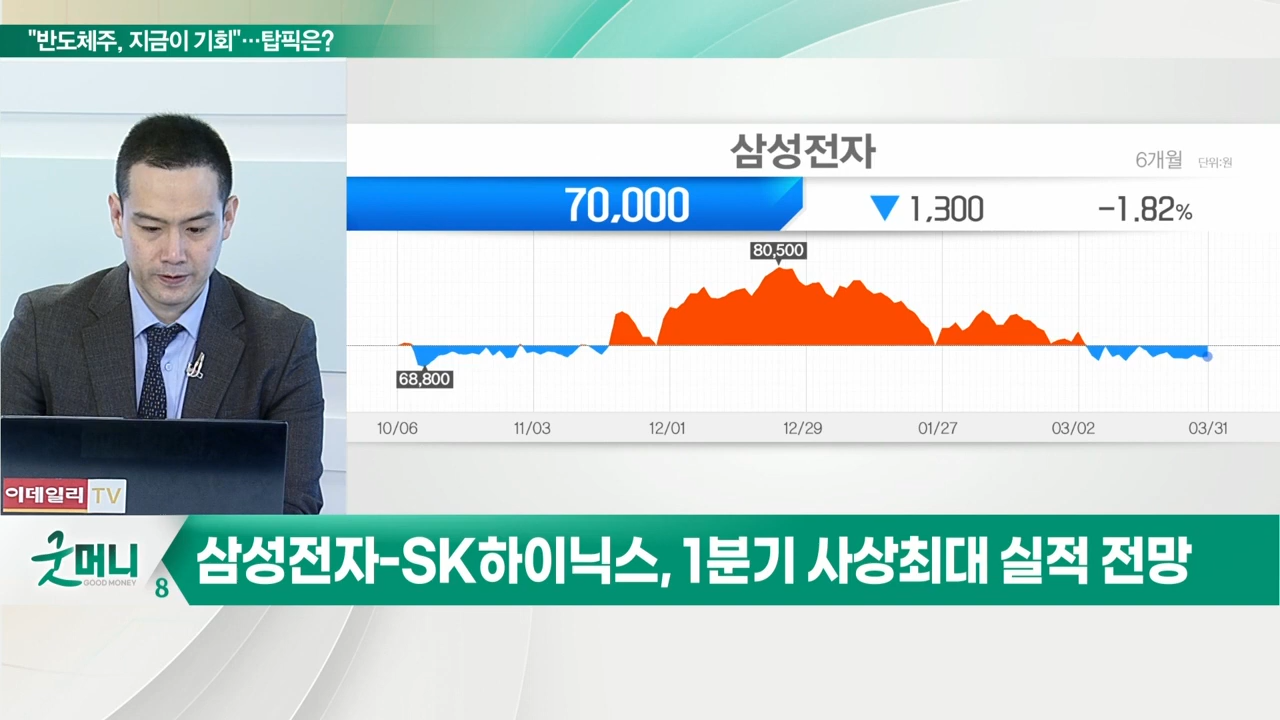 "반도체주, 지금이 기회"…탑픽은?
삼성전자
6개월 단위:원
70,000 ▼ 1,300 -1.82%
80,500
68,800
10/06 11/03 12/01 12/29 01/27 03/02 03/31
이데일리 TV
굿머니
GOOD MONEY
8
삼성전자-SK하이닉스, 1분기 사상최대 실적 전망